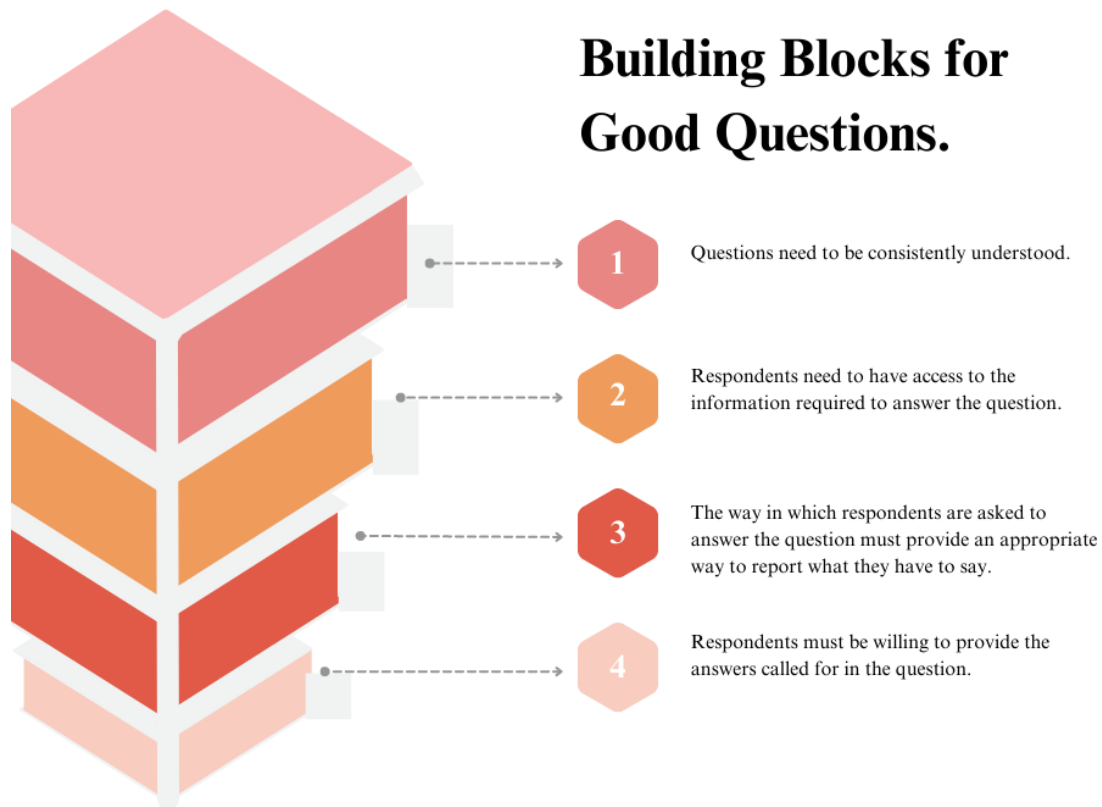 Building Blocks for
Good Questions.
1
Questions need to be consistently understood.
2
Respondents need to have access to the
information required to answer the question.
3
The way in which respondents are asked to
answer the question must provide an appropriate
way to report what they have to say.
4
Respondents must be willing to provide the
answers called for in the question.